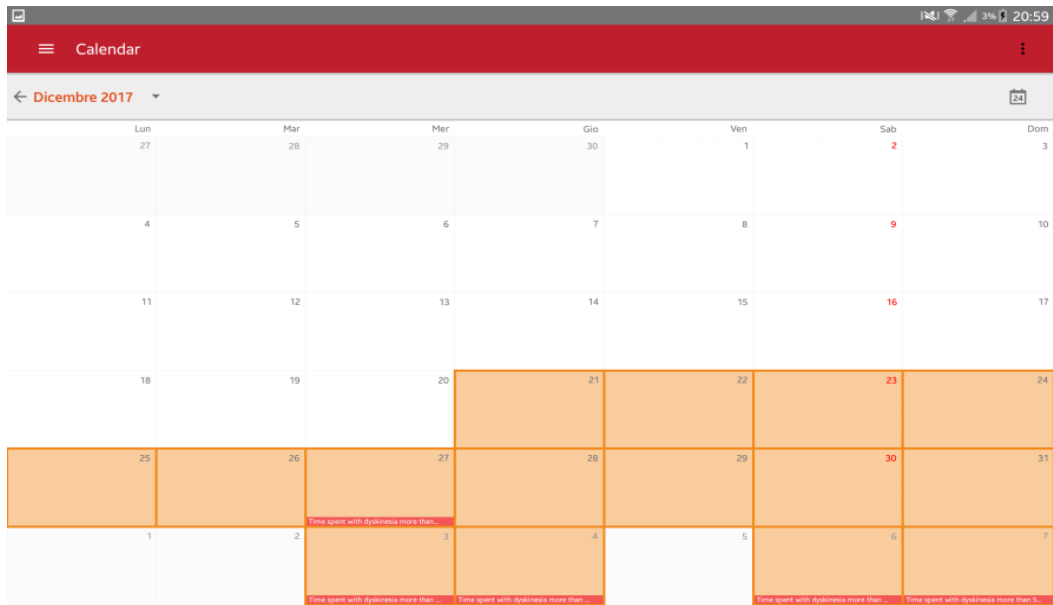 3% 20:59
Calendar
Dicembre 2017
24
Lun Mar Mer Gio Ven Sab Dom
27 28 29 30 1 2 3
4 5 6 7 8 9 10
11 12 13 14 15 16 17
18 19 20 21 22 23 24
25 26 27 28 29 30 31
Time spent with dyskinesia more than...
1 2 3 4 5 6 7
Time spent with dyskinesia more than ... Time spent with dyskinesia more than ... Time spent with dyskinesia more than ... Time spent with dyskinesia more than 5...